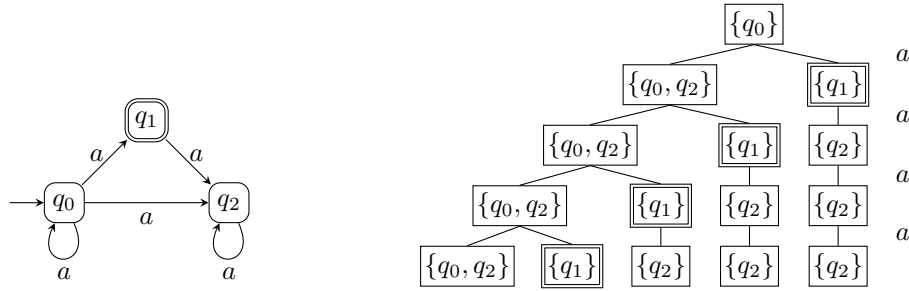 {q₀}
a
{q₀, q₂} {q₁}
a
q₁ {q₀, q₂} {q₁} {q₂}
a a a
q₀ q₂ {q₀, q₂} {q₁} {q₂} {q₂}
a a
a a {q₀, q₂} {q₁} {q₂} {q₂} {q₂}